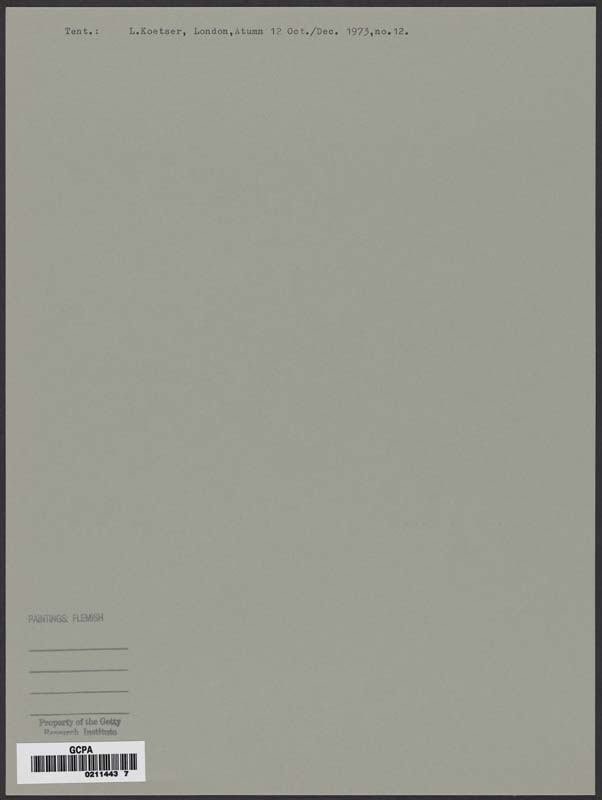 Tent.: L.Koetser, London,Atumn 12 Oct./Dec. 1973,no.12.
PAINTINGS: FLEMISH
Property of the Getty
Research Institute
GCPA
0211443 7